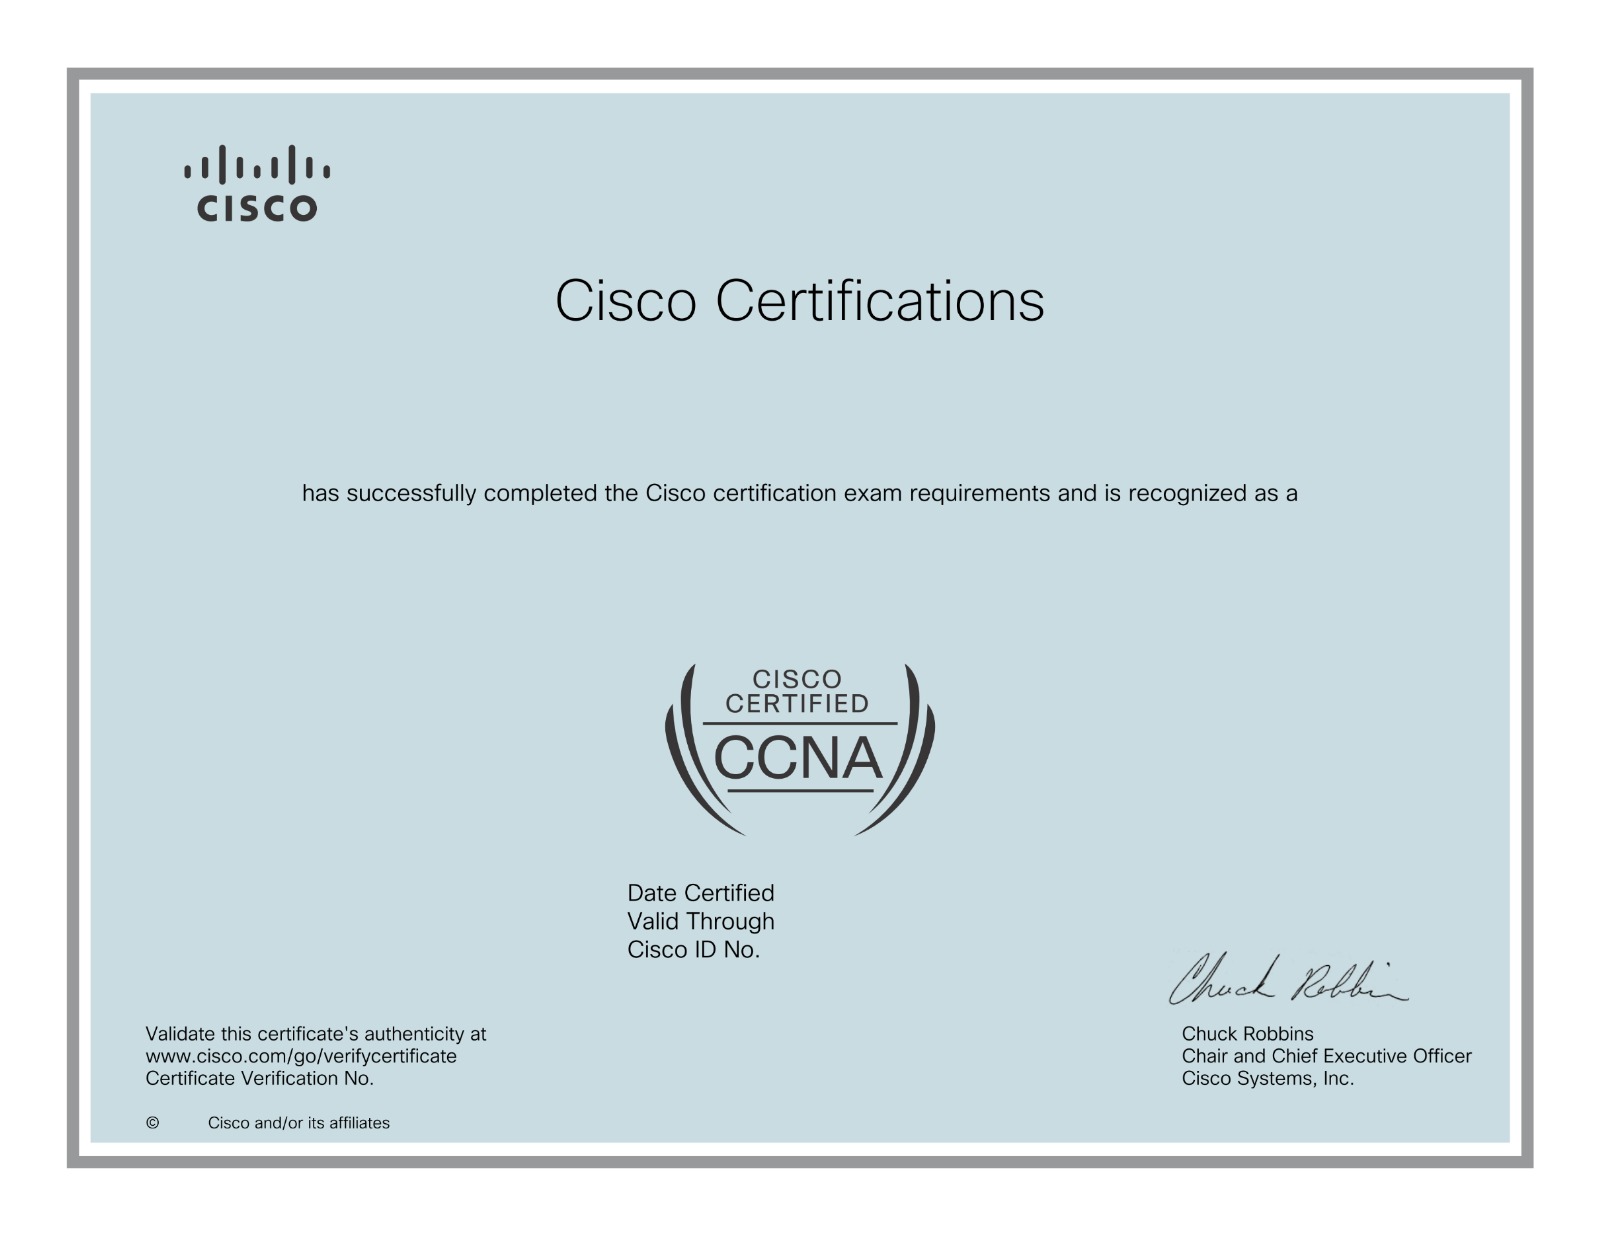 CISCO
Cisco Certifications
has successfully completed the Cisco certification exam requirements and is recognized as a
CISCO
CERTIFIED
CCNA
Date Certified
Valid Through
Cisco ID No.
Chuck Robbins
Validate this certificate's authenticity at
www.cisco.com/go/verifycertificate
Certificate Verification No.
Chuck Robbins
Chair and Chief Executive Officer
Cisco Systems, Inc.
© Cisco and/or its affiliates